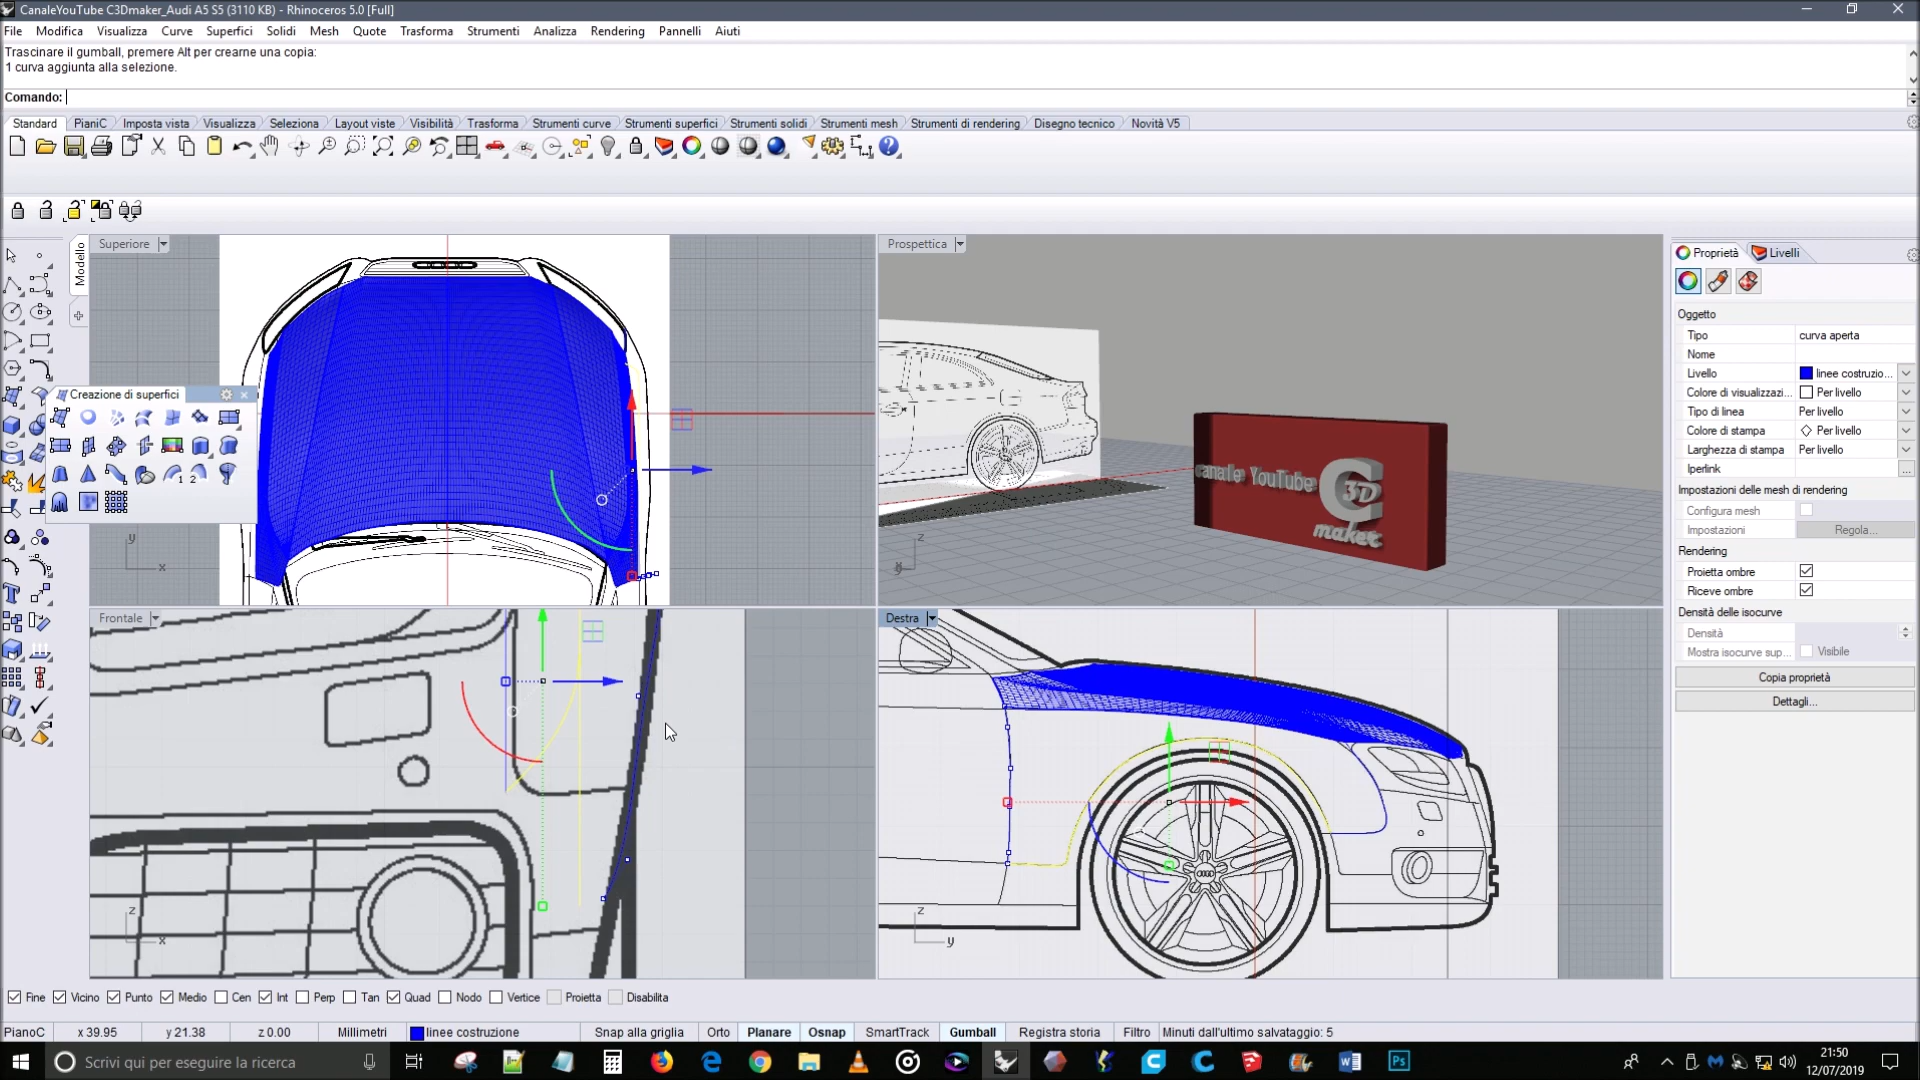 CanaleYouTube C3Dmaker_Audi A5 S5 (3110 KB) - Rhinoceros 5.0 [Full]
File Modifica Visualizza Curve Superfici Solidi Mesh Quote Trasforma Strumenti Analizza Rendering Pannelli Aiuti
Trascinare il gumball, premere Alt per crearne una copia:
1 curva aggiunta alla selezione.
Comando:
Standard PianiC Imposta vista Visualizza Seleziona Layout viste Visibilità Trasforma Strumenti curve Strumenti superfici Strumenti solidi Strumenti mesh Strumenti di rendering Disegno tecnico Novità V5
Modello
Superiore
Prospettica
Proprietà Livelli
Oggetto
Tipo curva aperta
Nome
Livello linee costruzio...
Colore di visualizzazi... Per livello
Tipo di linea Per livello
Colore di stampa Per livello
Larghezza di stampa Per livello
Iperlink ...
Impostazioni delle mesh di rendering
Configura mesh
Impostazioni Regola...
Rendering
Proietta ombre
Riceve ombre
Densità delle isocurve
Densità
Mostra isocurve sup... Visibile
Copia proprietà
Dettagli...
Creazione di superfici
1 2
canale YouTube C3D
maker
y
x
z
y
Frontale
Destra
z
x
z
y
Fine Vicino Punto Medio Cen Int Perp Tan Quad Nodo Vertice Proietta Disabilita
PianoC x 39.95 y 21.38 z 0.00 Millimetri linee costruzione Snap alla griglia Orto Planare Osnap SmartTrack Gumball Registra storia Filtro Minuti dall'ultimo salvataggio: 5
Scrivi qui per eseguire la ricerca
21:50
12/07/2019